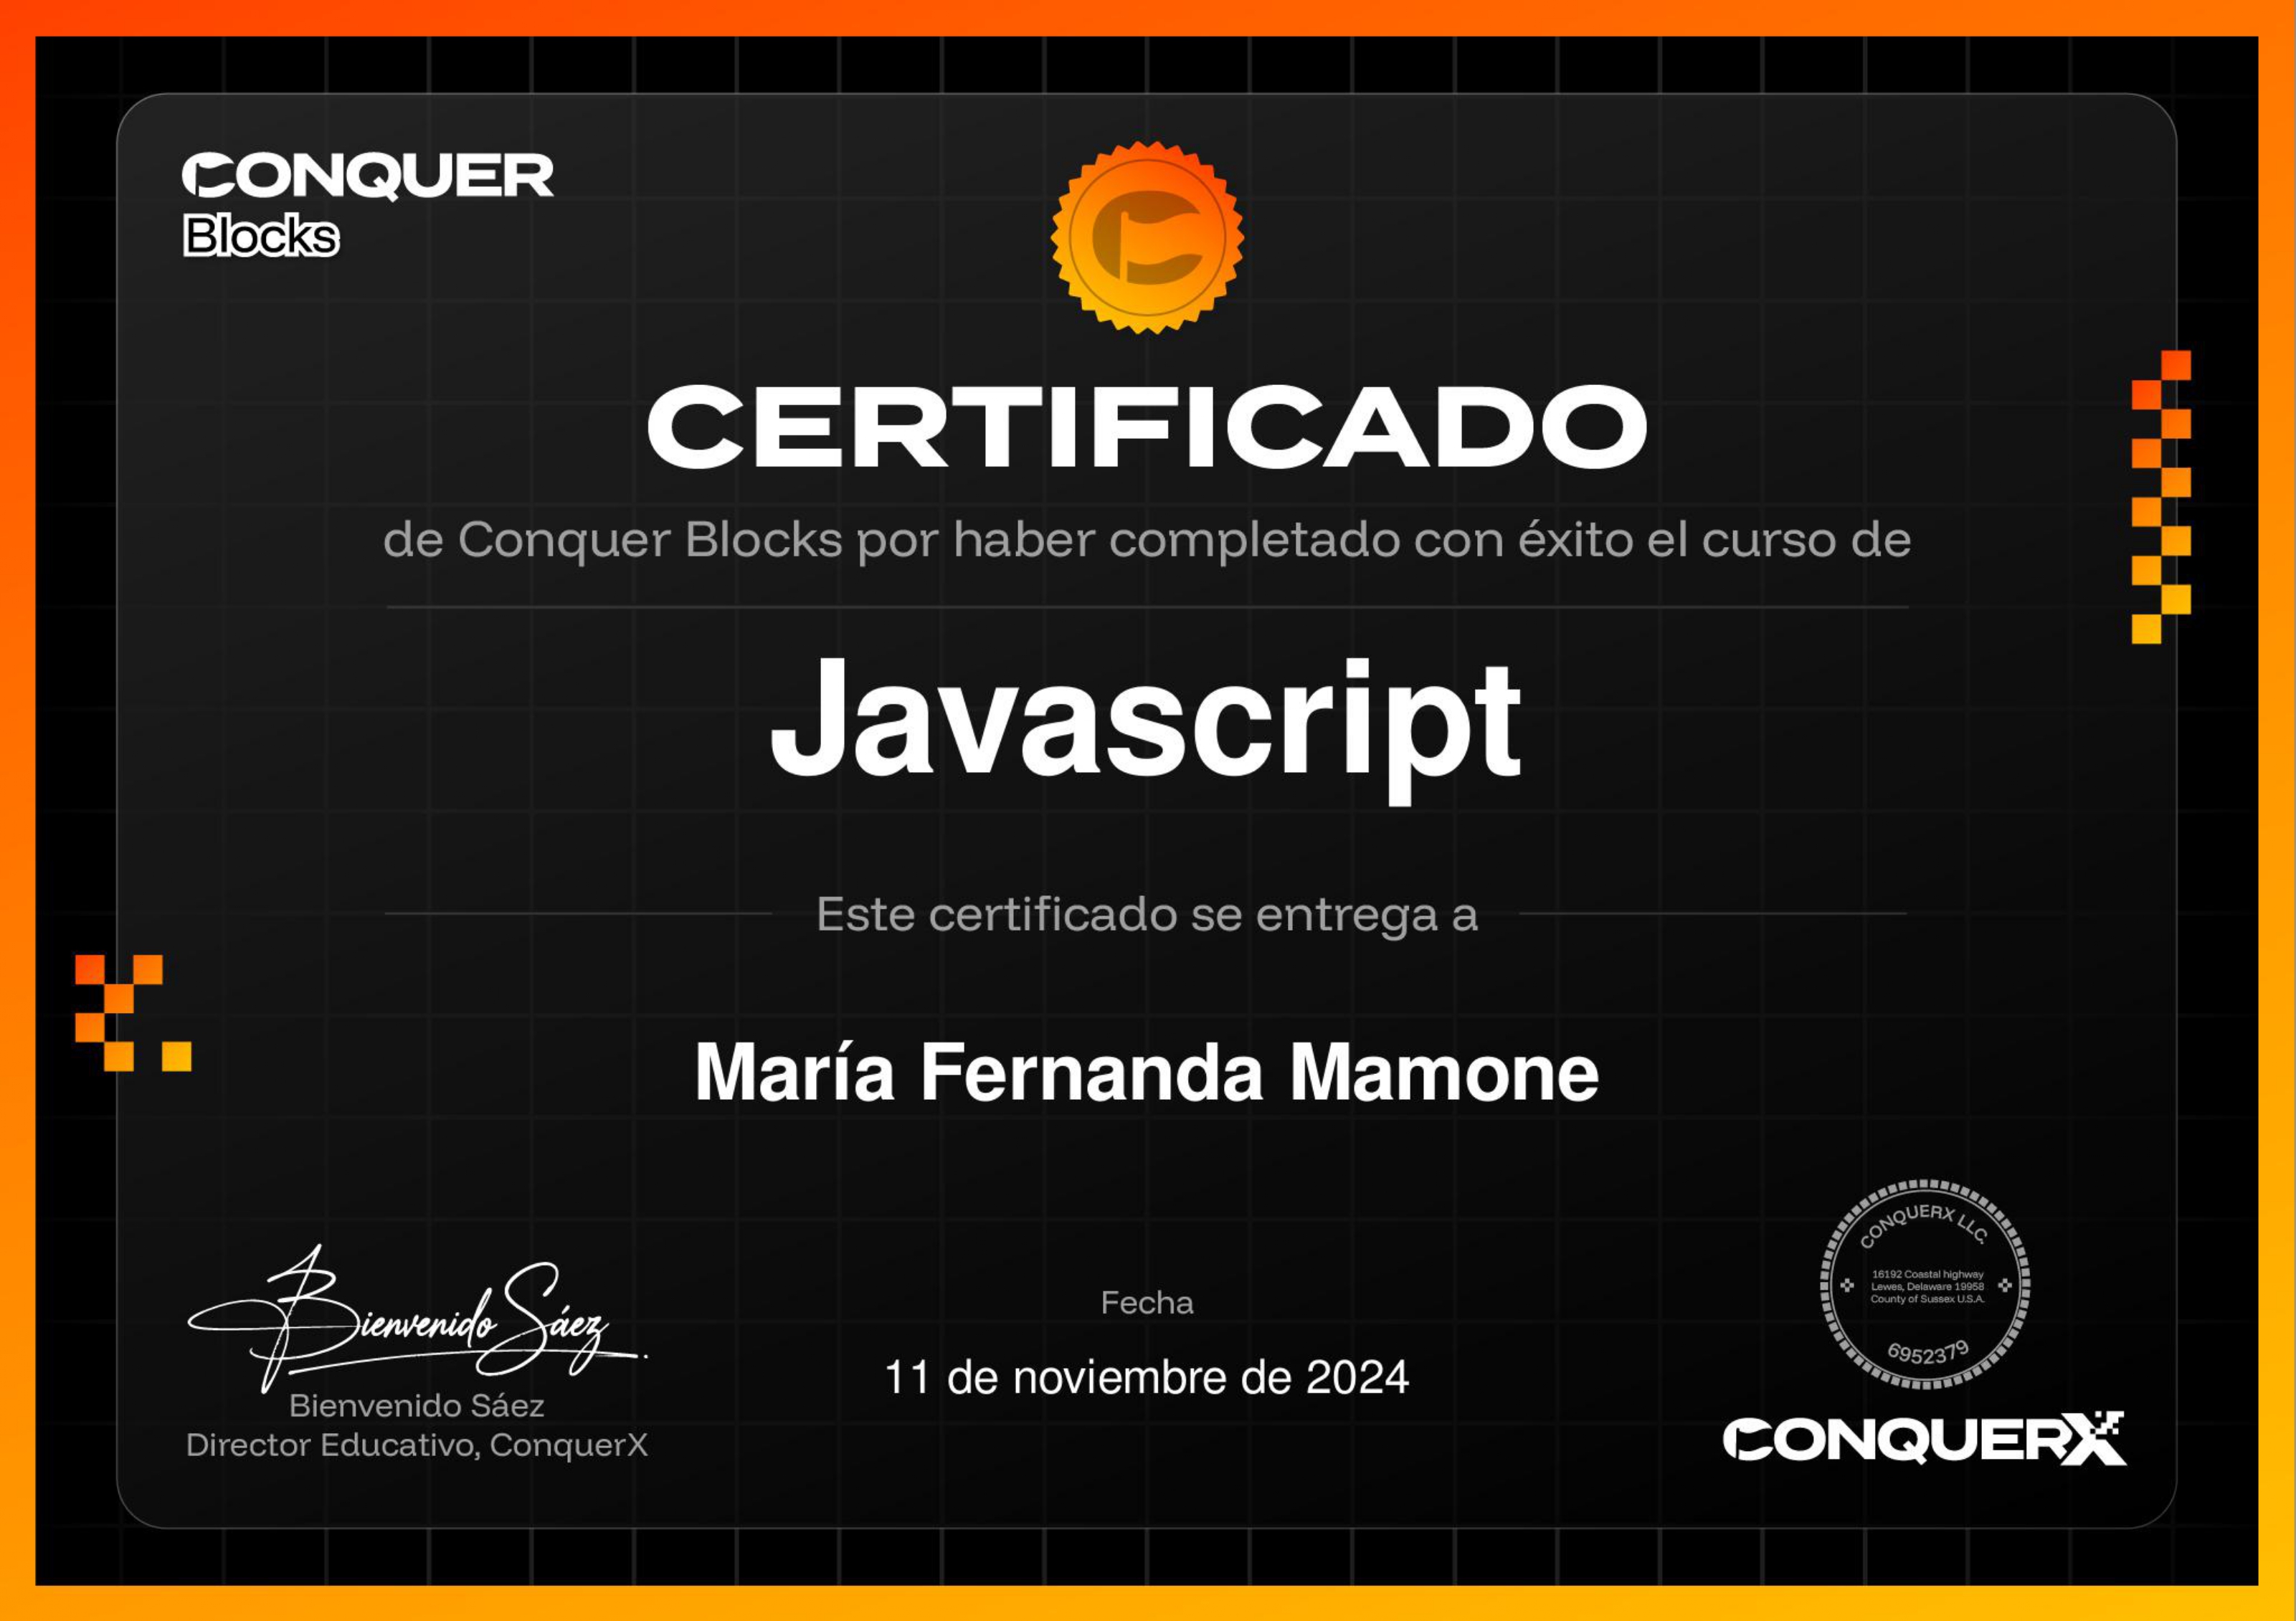 CONQUER
Blocks
CERTIFICADO
de Conquer Blocks por haber completado con éxito el curso de
Javascript
Este certificado se entrega a
María Fernanda Mamone
Bienvenido Sáez
Bienvenido Sáez
Director Educativo, ConquerX
Fecha
11 de noviembre de 2024
CONQUERX LLC.
16192 Coastal highway
Lewes, Delaware 19958
County of Sussex U.S.A.
6952379
CONQUERX